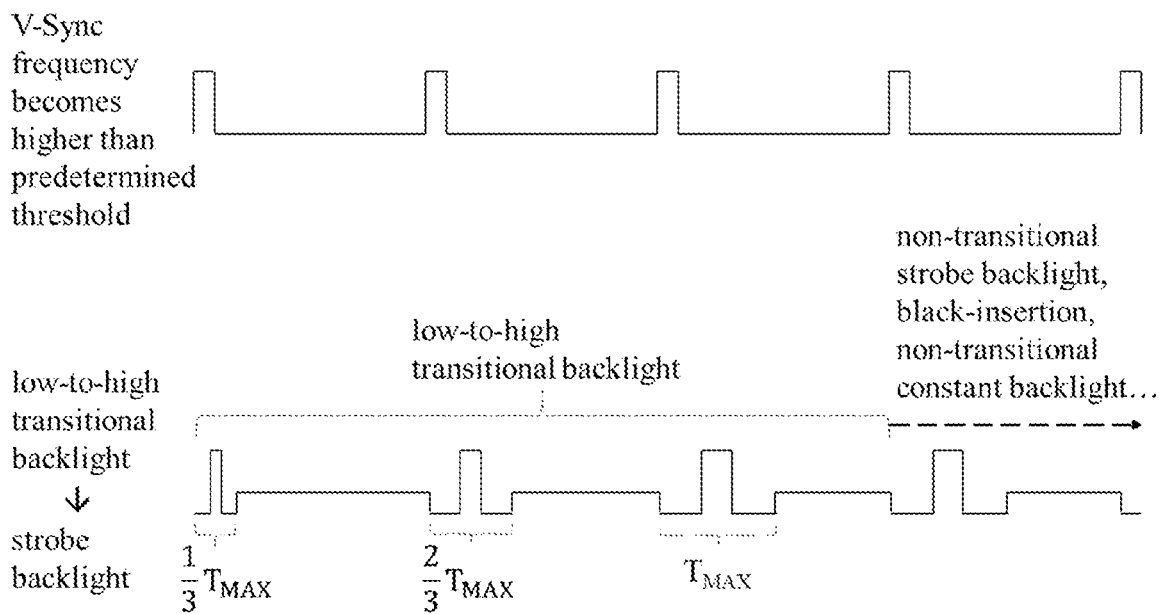 V-Sync
frequency
becomes
higher than
predetermined
threshold
non-transitional
strobe backlight,
black-insertion,
non-transitional
constant backlight...
low-to-high
transitional backlight
low-to-high
transitional
backlight
↓
strobe
backlight
1/3 TMAX
2/3 TMAX
TMAX